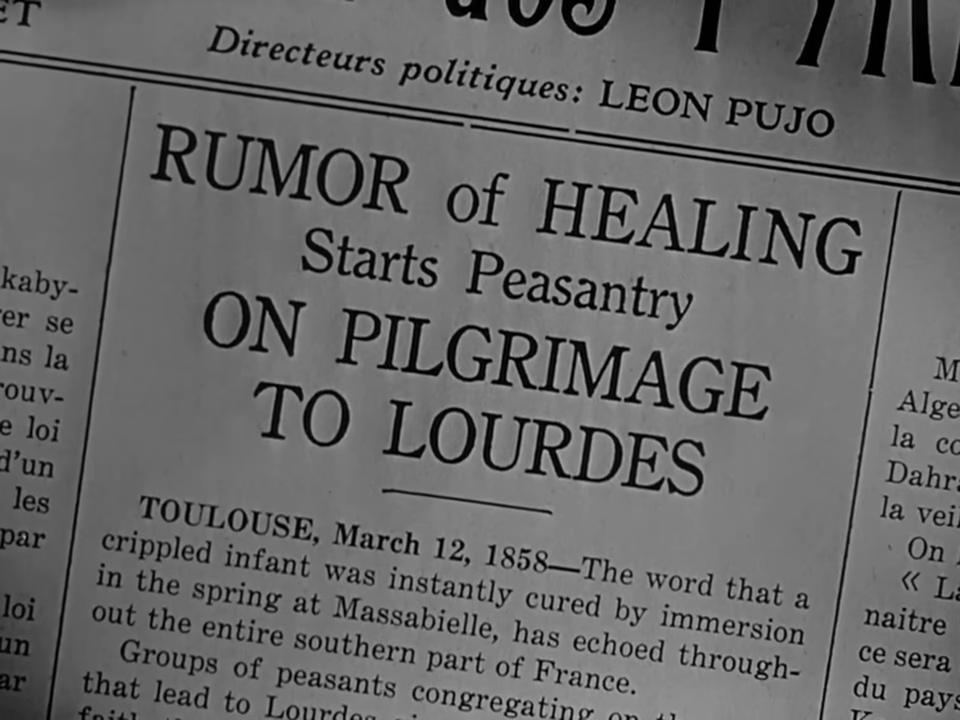 Directeurs politiques: LEON PUJO
RUMOR of HEALING
Starts Peasantry
ON PILGRIMAGE
TO LOURDES
TOULOUSE, March 12, 1858—The word that a
crippled infant was instantly cured by immersion
in the spring at Massabielle, has echoed through-
out the entire southern part of France.
Groups of peasants congregating on
that lead to Lourdes
kaby-
er se
ns la
rouv-
e loi
d'un
les
par
loi
un
ar
M
Alge
la co
Dahra
la veil
On
« La
naitre
ce sera
du pays